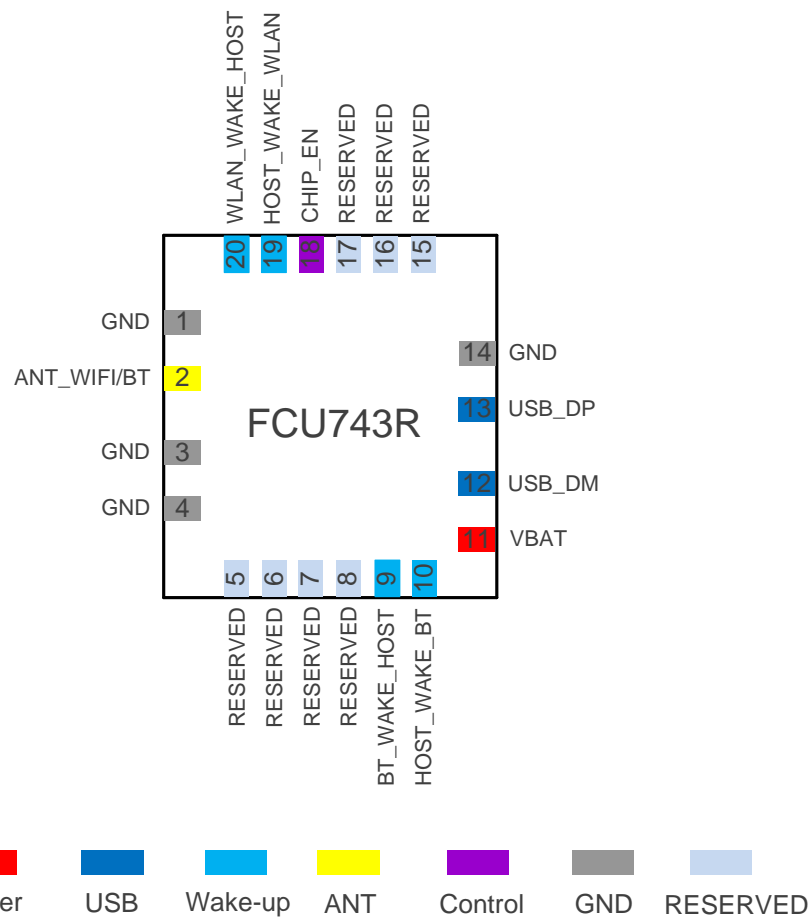 WLAN_WAKE_HOST
HOST_WAKE_WLAN
CHIP_EN
RESERVED
RESERVED
RESERVED
20
19
18
17
16
15
GND
1
ANT_WIFI/BT
2
GND
3
GND
4
FCU743R
14
GND
13
USB_DP
12
USB_DM
11
VBAT
5
6
7
8
9
10
RESERVED
RESERVED
RESERVED
RESERVED
BT_WAKE_HOST
HOST_WAKE_BT
er
USB
Wake-up
ANT
Control
GND
RESERVED